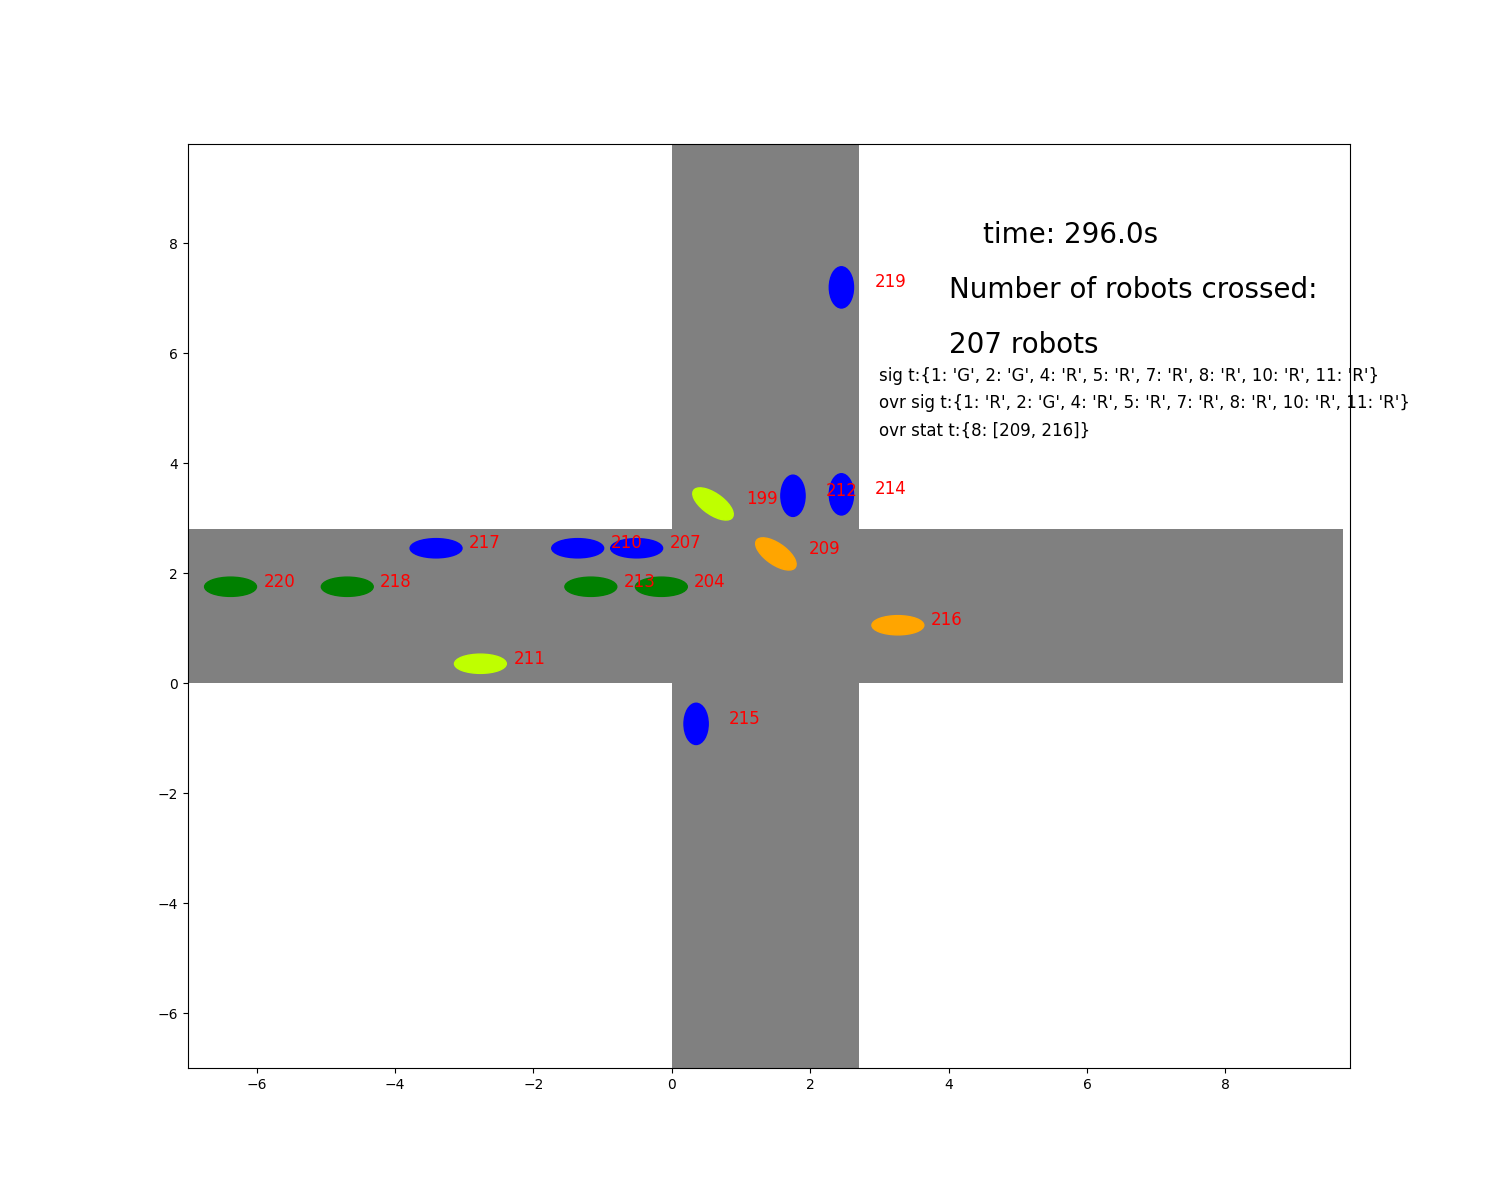 time: 296.0s
8
219
Number of robots crossed:
207 robots
6
sig t:{1: 'G', 2: 'G', 4: 'R', 5: 'R', 7: 'R', 8: 'R', 10: 'R', 11: 'R'}
ovr sig t:{1: 'R', 2: 'G', 4: 'R', 5: 'R', 7: 'R', 8: 'R', 10: 'R', 11: 'R'}
ovr stat t:{8: [209, 216]}
4
199 212 214
217 210 207 209
2
220 218 213 204
216
211
0
215
−2
−4
−6
−6 −4 −2 0 2 4 6 8